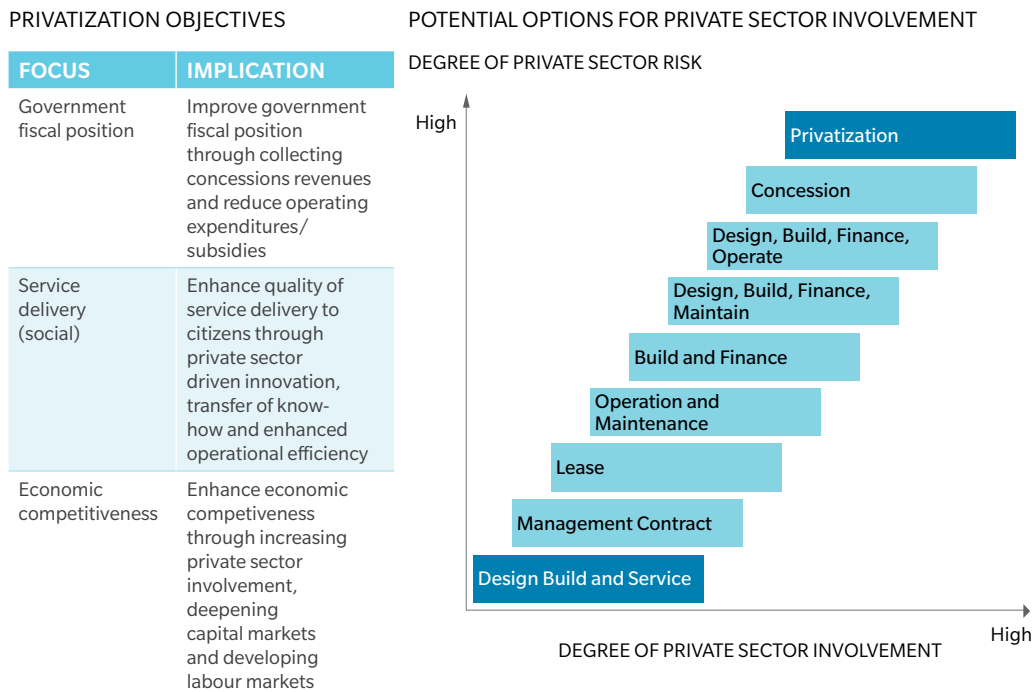 PRIVATIZATION OBJECTIVES
FOCUS
IMPLICATION
Government
fiscal position
Improve government
fiscal position
through collecting
concessions revenues
and reduce operating
expenditures/
subsidies
Service
delivery
(social)
Enhance quality of
service delivery to
citizens through
private sector
driven innovation,
transfer of know-
how and enhanced
operational efficiency
Economic
competitiveness
Enhance economic
competiveness
through increasing
private sector
involvement,
deepening
capital markets
and developing
labour markets
POTENTIAL OPTIONS FOR PRIVATE SECTOR INVOLVEMENT
DEGREE OF PRIVATE SECTOR RISK
High
Privatization
Concession
Design, Build, Finance,
Operate
Design, Build, Finance,
Maintain
Build and Finance
Operation and
Maintenance
Lease
Management Contract
Design Build and Service
High
DEGREE OF PRIVATE SECTOR INVOLVEMENT